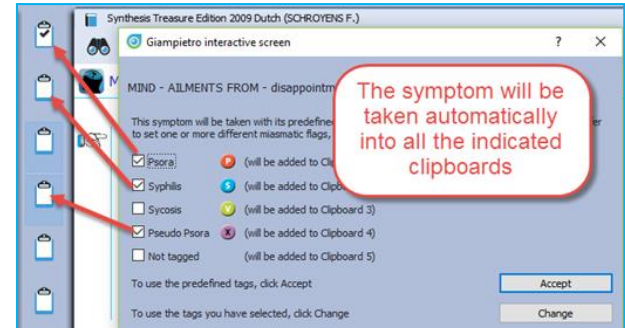 Synthesis Treasure Edition 2009 Dutch (SCHROYENS F.)
Giampietro interactive screen
? X
M
MIND - AILMENTS FROM - disappointm
This symptom will be taken with its predefine
er
to set one or more different miasmatic flags,
The symptom will be
taken automatically
into all the indicated
clipboards
Psora P (will be added to Cli
Syphilis S (will be added to Clipbo
Sycosis (will be added to Clipboard 3)
Pseudo Psora X (will be added to Clipboard 4)
Not tagged (will be added to Clipboard 5)
To use the predefined tags, click Accept
Accept
To use the tags you have selected, click Change
Change